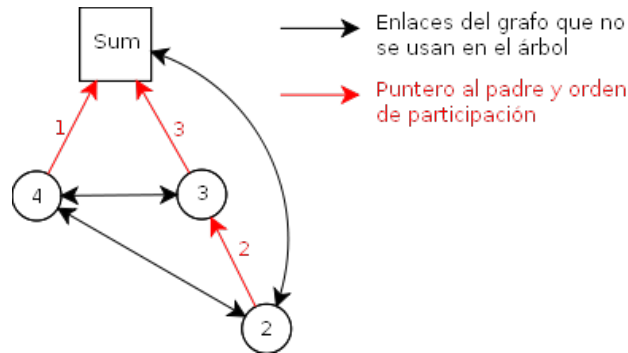 Sum
Enlaces del grafo que no
se usan en el árbol
Puntero al padre y orden
de participación
1
3
4
3
2
2